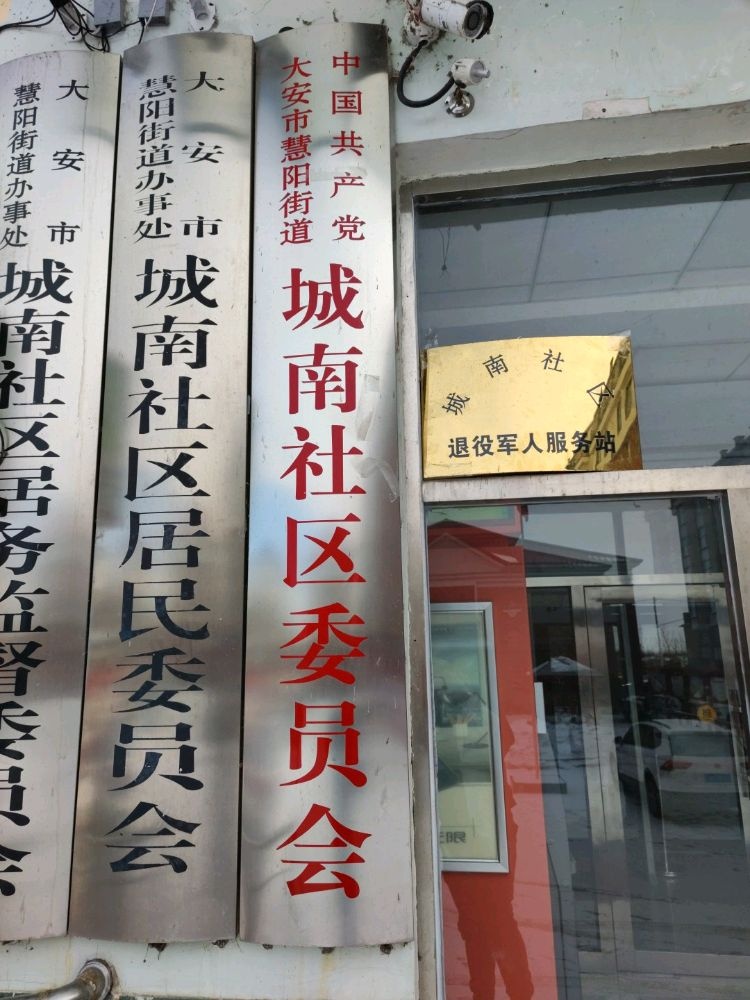 大安市
慧阳街道办事处
城南社区居务监督委员会
大安市
慧阳街道办事处
城南社区居民委员会
中国共产党
大安市慧阳街道
城南社区委员会
城南社区
退役军人服务站